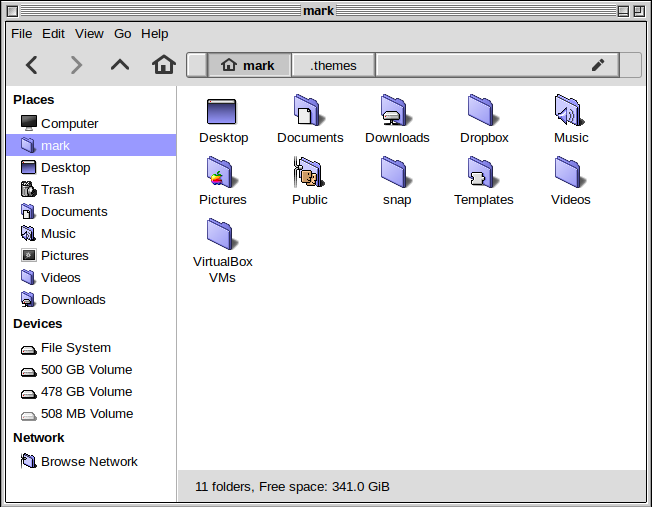 mark
File Edit View Go Help
mark .themes
Places
Computer
mark
Desktop
Trash
Documents
Music
Pictures
Videos
Downloads
Devices
File System
500 GB Volume
478 GB Volume
508 MB Volume
Network
Browse Network
Desktop Documents Downloads Dropbox Music
Pictures Public snap Templates Videos
VirtualBox
VMs
11 folders, Free space: 341.0 GiB